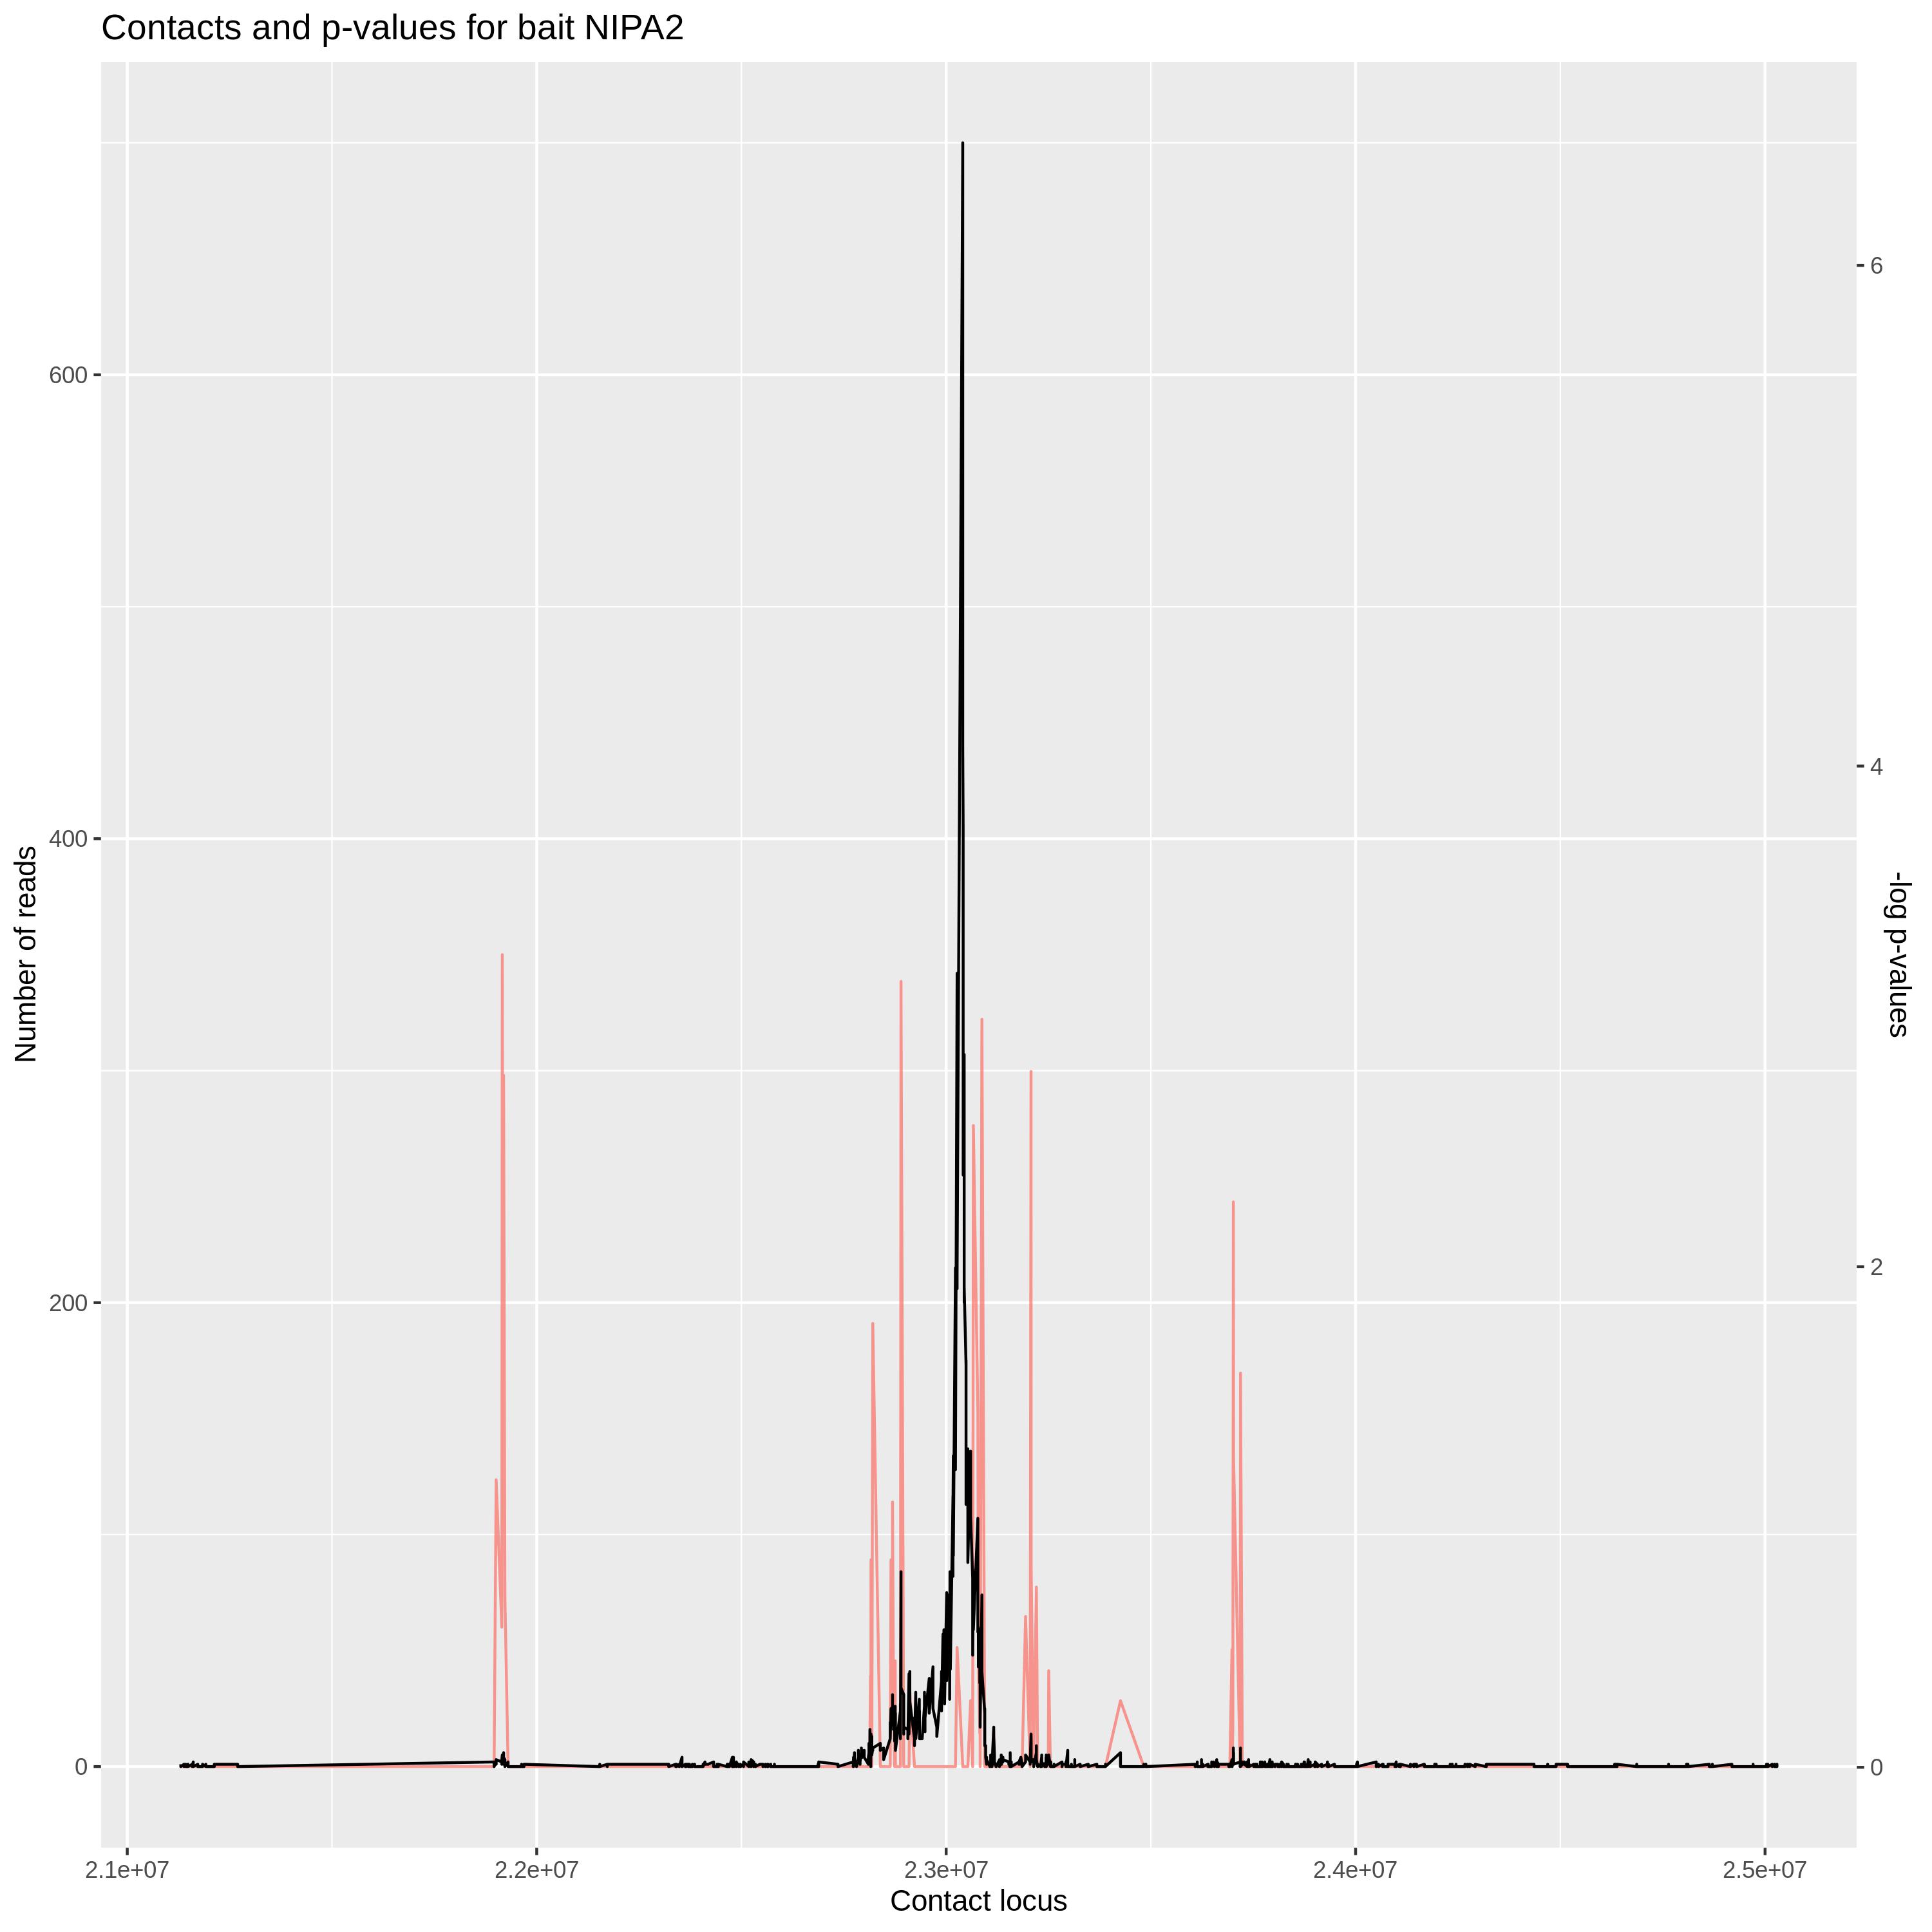 Contacts and p-values for bait NIPA2
600
400
200
0
Number of reads
6
4
2
0
-log p-values
2.1e+07
2.2e+07
2.3e+07
2.4e+07
2.5e+07
Contact locus